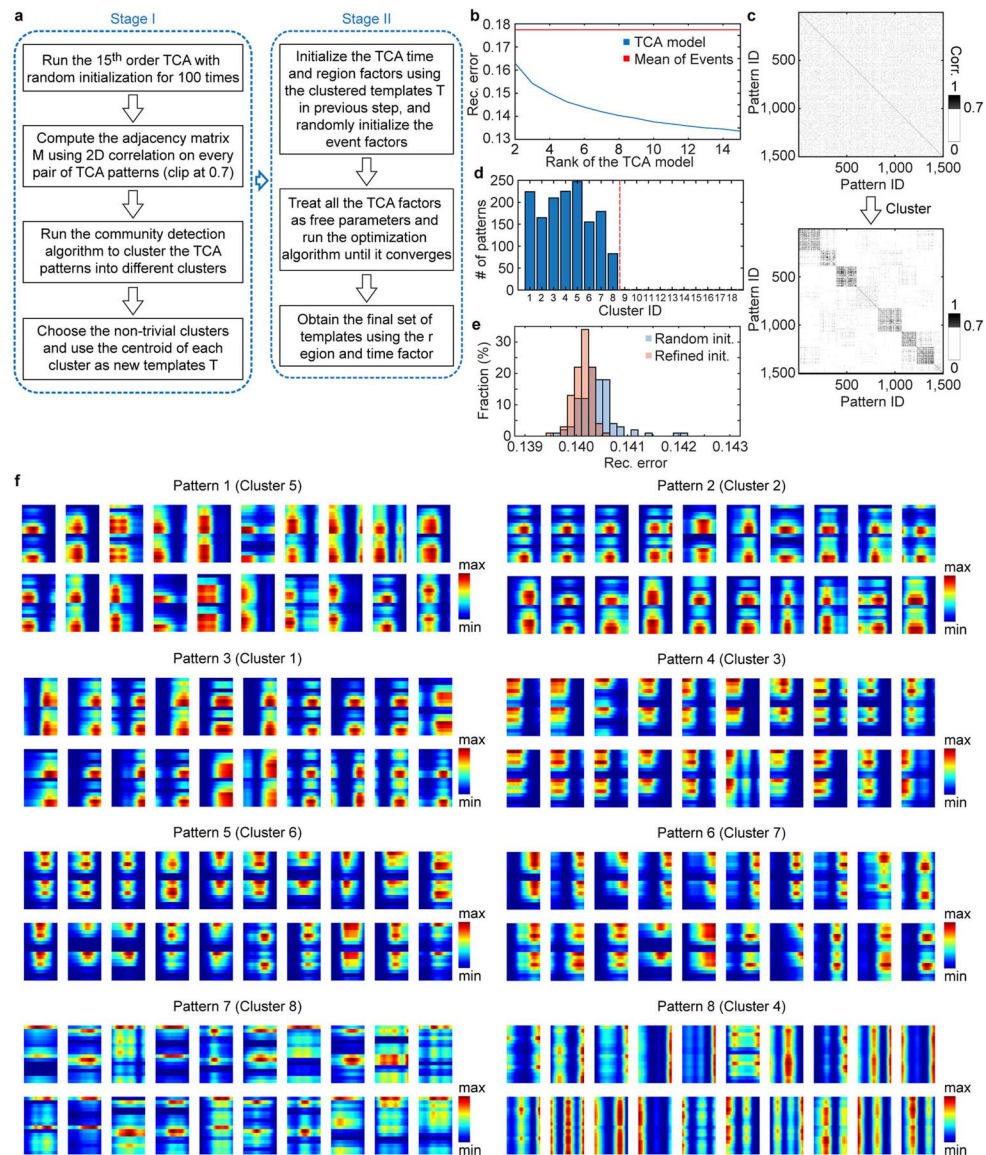 a
Stage I
Run the 15th order TCA with
random initialization for 100 times
Compute the adjacency matrix
M using 2D correlation on every
pair of TCA patterns (clip at 0.7)
Run the community detection
algorithm to cluster the TCA
patterns into different clusters
Choose the non-trivial clusters
and use the centroid of each
cluster as new templates T
Stage II
Initialize the TCA time
and region factors using
the clustered templates T
in previous step, and
randomly initialize the
event factors
Treat all the TCA factors
as free parameters and
run the optimization
algorithm until it converges
Obtain the final set of
templates using the r
egion and time factor
b
Rec. error
0.18
0.17
0.16
0.15
0.14
0.13
TCA model
Mean of Events
2 4 6 8 10 12 14
Rank of the TCA model
c
Pattern ID
500
1,000
1,500
500 1,000 1,500
Pattern ID
Corr.
1
0.7
0
Cluster
Pattern ID
500
1,000
1,500
500 1,000 1,500
Pattern ID
1
0.7
0
d
# of patterns
250
200
150
100
50
0
1 2 3 4 5 6 7 8 9 10 11 12 13 14 15 16 17 18
Cluster ID
e
Fraction (%)
30
20
10
0
Random init.
Refined init.
0.139 0.140 0.141 0.142 0.143
Rec. error
f
Pattern 1 (Cluster 5)
max
min
Pattern 2 (Cluster 2)
max
min
Pattern 3 (Cluster 1)
max
min
Pattern 4 (Cluster 3)
max
min
Pattern 5 (Cluster 6)
max
min
Pattern 6 (Cluster 7)
max
min
Pattern 7 (Cluster 8)
max
min
Pattern 8 (Cluster 4)
max
min